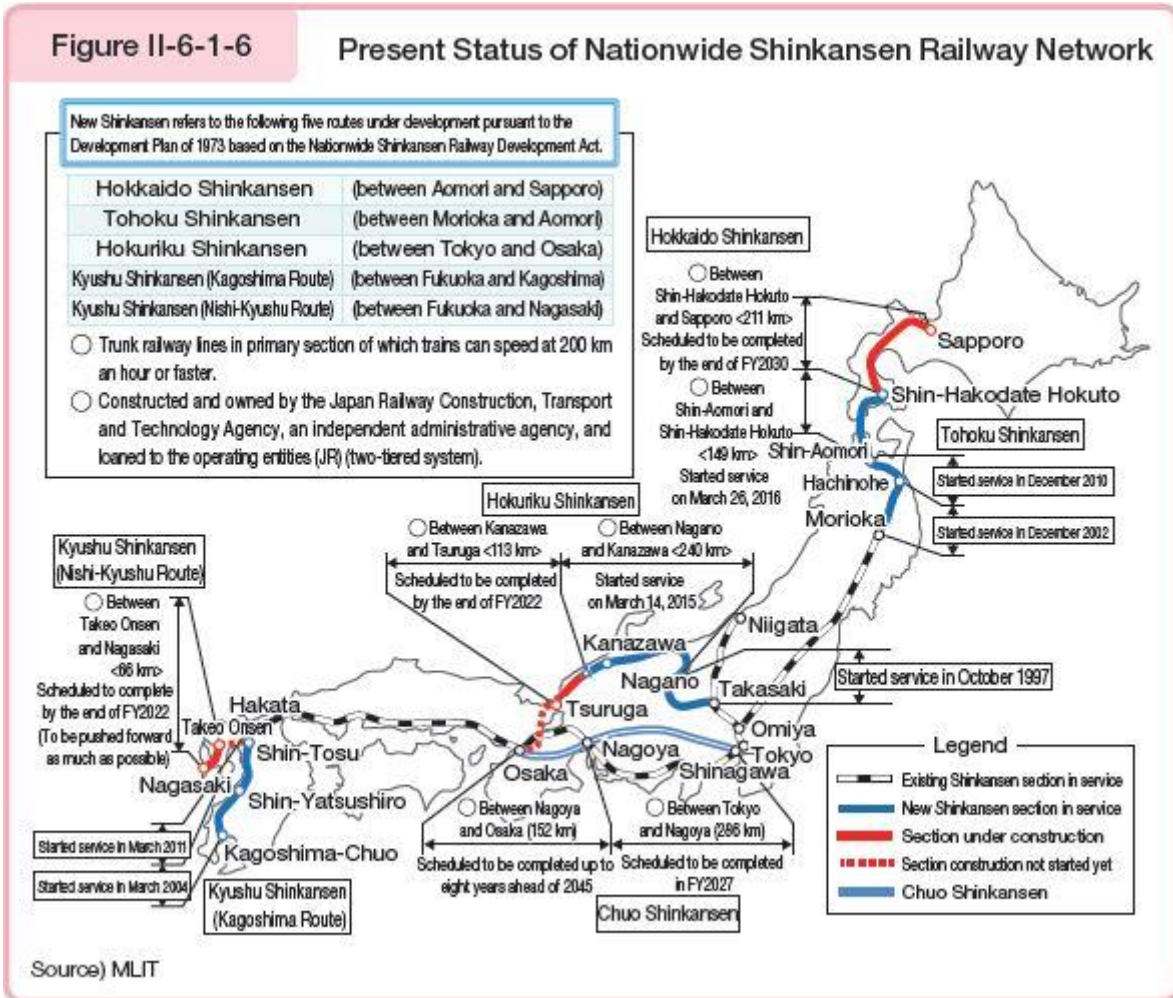 Figure II-6-1-6
Present Status of Nationwide Shinkansen Railway Network
New Shinkansen refers to the following five routes under development pursuant to the
Development Plan of 1973 based on the Nationwide Shinkansen Railway Development Act.
Hokkaido Shinkansen (between Aomori and Sapporo)
Tohoku Shinkansen (between Morioka and Aomori)
Hokuriku Shinkansen (between Tokyo and Osaka)
Kyushu Shinkansen (Kagoshima Route) (between Fukuoka and Kagoshima)
Kyushu Shinkansen (Nishi-Kyushu Route) (between Fukuoka and Nagasaki)
○ Trunk railway lines in primary section of which trains can speed at 200 km
an hour or faster.
○ Constructed and owned by the Japan Railway Construction, Transport
and Technology Agency, an independent administrative agency, and
loaned to the operating entities (JR) (two-tiered system).
Hokkaido Shinkansen
○ Between
Shin-Hakodate Hokuto
and Sapporo <211 km>
Scheduled to be completed
by the end of FY2030
○ Between
Shin-Aomori and
Shin-Hakodate Hokuto
<149 km>
Started service
on March 26, 2016
Sapporo
Shin-Hakodate Hokuto
Tohoku Shinkansen
Shin-Aomori
Started service in December 2010
Hachinohe
Morioka
Started service in December 2002
Hokuriku Shinkansen
○ Between Kanazawa
and Tsuruga <113 km>
Scheduled to be completed
by the end of FY2022
○ Between Nagano
and Kanazawa <240 km>
Started service
on March 14, 2015
Kyushu Shinkansen
(Nishi-Kyushu Route)
○ Between
Takeo Onsen
and Nagasaki
<66 km>
Scheduled to complete
by the end of FY2022
(To be pushed forward
as much as possible)
Niigata
Kanazawa
Nagano
Started service in October 1997
Takasaki
Tsuruga
Hakata
Omiya
Takeo Onsen
Shin-Tosu
Nagoya
Tokyo
Osaka
Shinagawa
Nagasaki
Shin-Yatsushiro
Kagoshima-Chuo
Started service in March 2011
Started service in March 2004
Kyushu Shinkansen
(Kagoshima Route)
○ Between Nagoya
and Osaka (152 km)
Scheduled to be completed up to
eight years ahead of 2045
○ Between Tokyo
and Nagoya (286 km)
Scheduled to be completed
in FY2027
Chuo Shinkansen
Legend
Existing Shinkansen section in service
New Shinkansen section in service
Section under construction
Section construction not started yet
Chuo Shinkansen
Source) MLIT